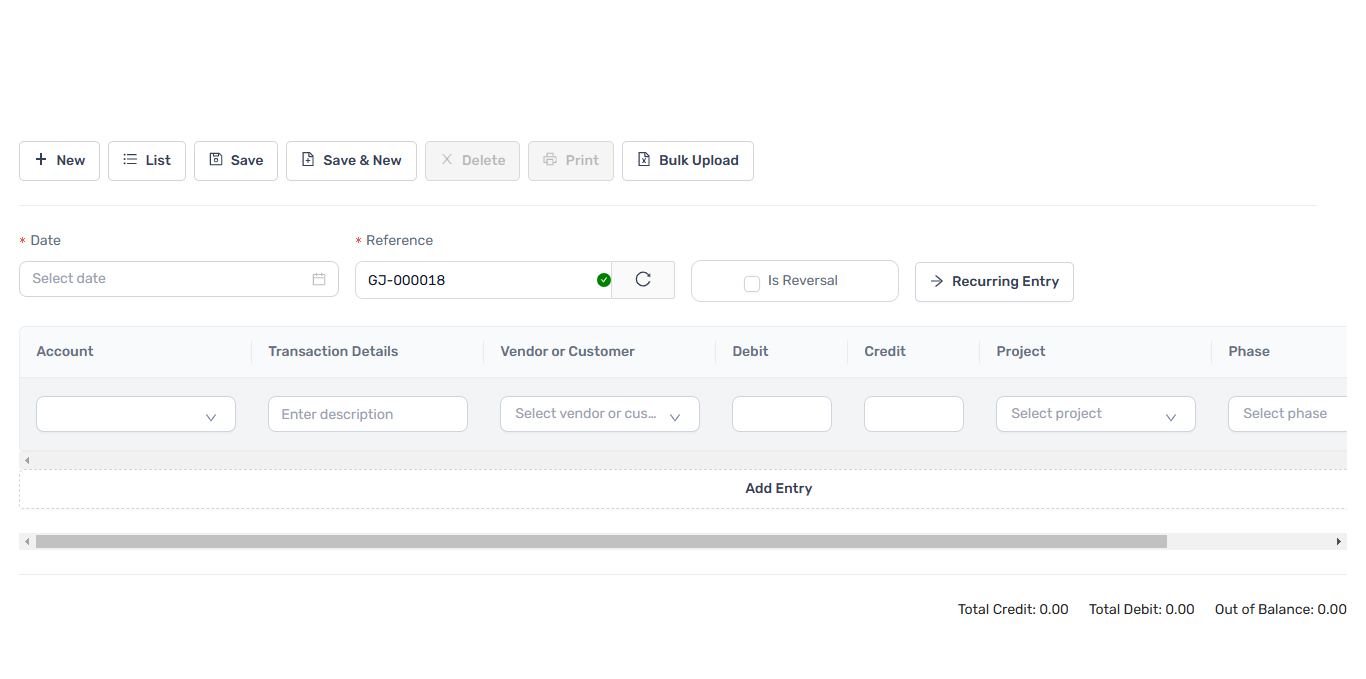 New List Save Save & New Delete Print Bulk Upload
* Date * Reference
Select date GJ-000018 Is Reversal Recurring Entry
Account Transaction Details Vendor or Customer Debit Credit Project Phase
Enter description Select vendor or cus... Select project Select phase
Add Entry
Total Credit: 0.00 Total Debit: 0.00 Out of Balance: 0.00